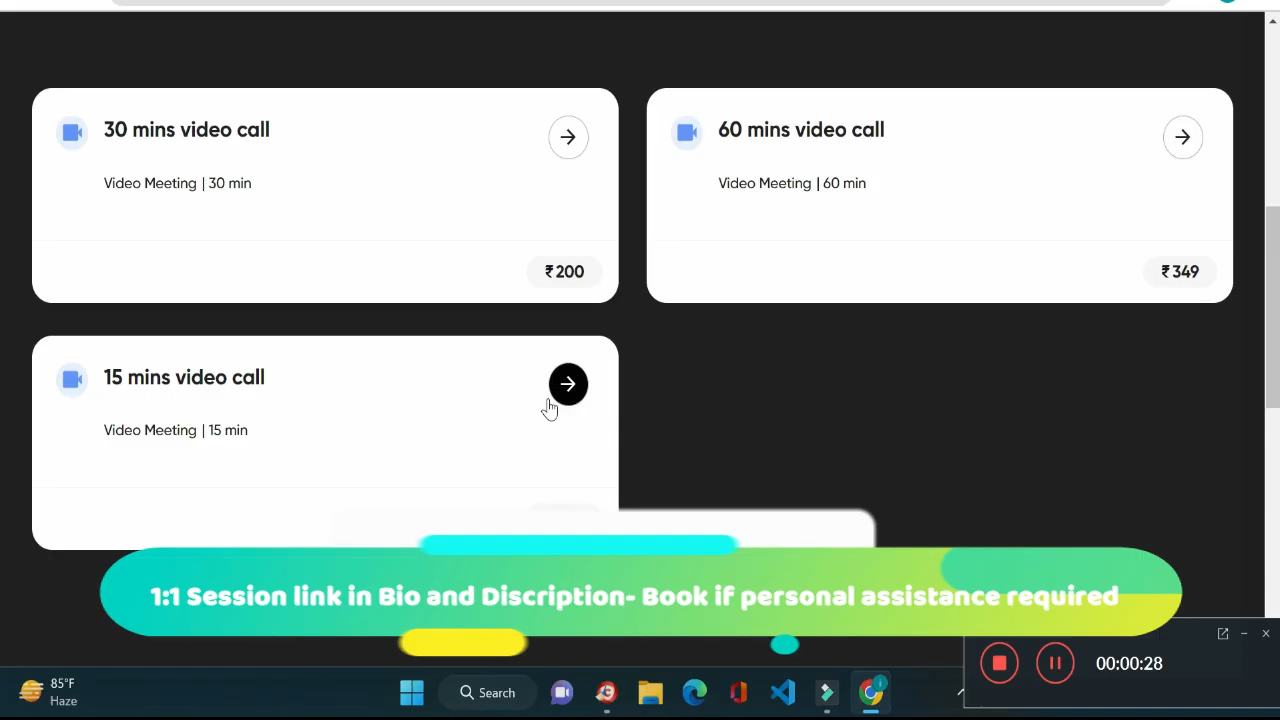 30 mins video call
Video Meeting | 30 min
₹200
60 mins video call
Video Meeting | 60 min
₹349
15 mins video call
Video Meeting | 15 min
1:1 Session link in Bio and Discription- Book if personal assistance required
00:00:28
85°F
Haze
Search